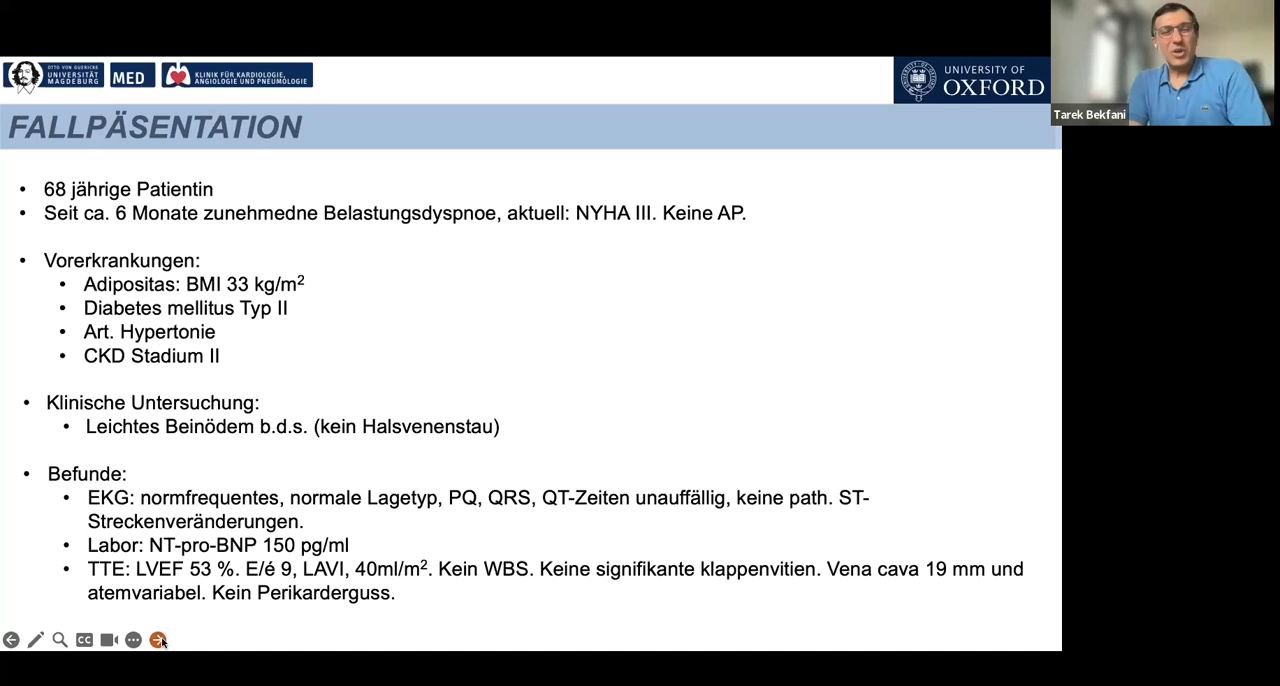 OTTO VON GUERICKE
UNIVERSITÄT
MAGDEBURG
MED
KLINIK FÜR KARDIOLOGIE,
ANGIOLOGIE UND PNEUMOLOGIE
UNIVERSITY OF
OXFORD
Tarek Bekfani
FALLPÄSENTATION
• 68 jährige Patientin
• Seit ca. 6 Monate zunehmedne Belastungsdyspnoe, aktuell: NYHA III. Keine AP.
• Vorerkrankungen:
• Adipositas: BMI 33 kg/m²
• Diabetes mellitus Typ II
• Art. Hypertonie
• CKD Stadium II
• Klinische Untersuchung:
• Leichtes Beinödem b.d.s. (kein Halsvenenstau)
• Befunde:
• EKG: normfrequentes, normale Lagetyp, PQ, QRS, QT-Zeiten unauffällig, keine path. ST-
Streckenveränderungen.
• Labor: NT-pro-BNP 150 pg/ml
• TTE: LVEF 53 %. E/é 9, LAVI, 40ml/m². Kein WBS. Keine signifikante klappenvitien. Vena cava 19 mm und
atemvariabel. Kein Perikarderguss.
CC